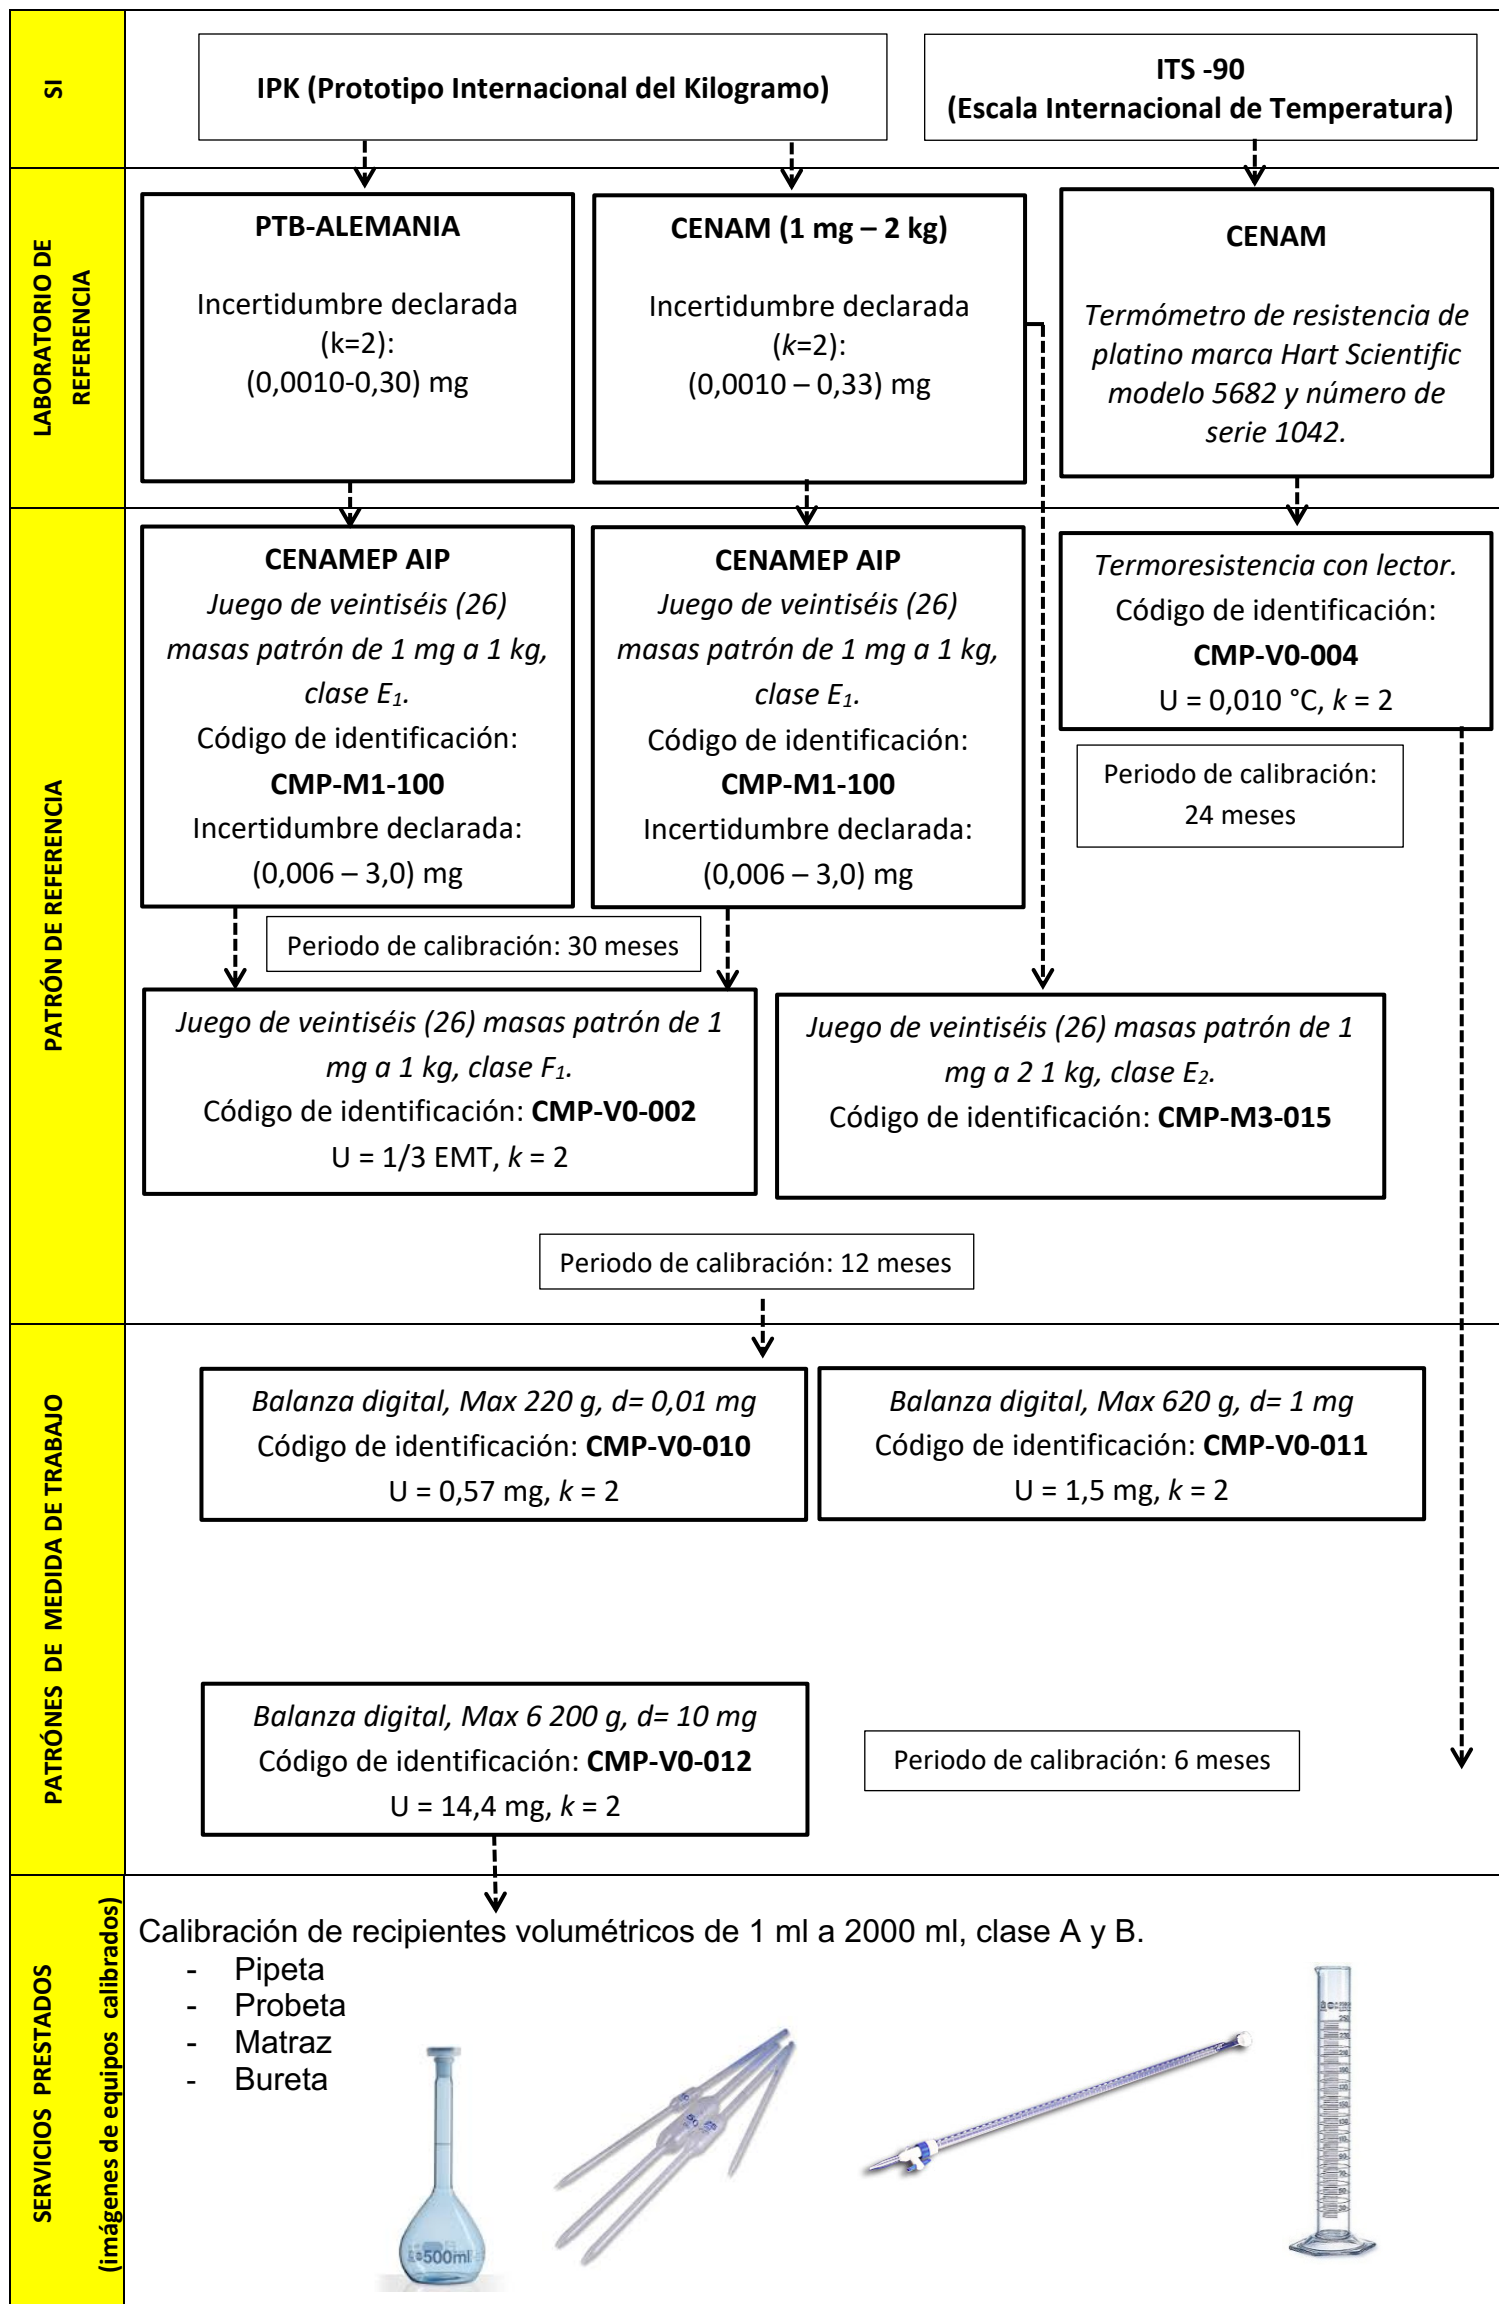 SI
IPK (Prototipo Internacional del Kilogramo)
ITS -90
(Escala Internacional de Temperatura)
LABORATORIO DE
REFERENCIA
PTB-ALEMANIA
Incertidumbre declarada
(k=2):
(0,0010-0,30) mg
CENAM (1 mg – 2 kg)
Incertidumbre declarada
(k=2):
(0,0010 – 0,33) mg
CENAM
Termómetro de resistencia de
platino marca Hart Scientific
modelo 5682 y número de
serie 1042.
PATRÓN DE REFERENCIA
CENAMEP AIP
Juego de veintiséis (26)
masas patrón de 1 mg a 1 kg,
clase E1.
Código de identificación:
CMP-M1-100
Incertidumbre declarada:
(0,006 – 3,0) mg
CENAMEP AIP
Juego de veintiséis (26)
masas patrón de 1 mg a 1 kg,
clase E1.
Código de identificación:
CMP-M1-100
Incertidumbre declarada:
(0,006 – 3,0) mg
Termoresistencia con lector.
Código de identificación:
CMP-V0-004
U = 0,010 °C, k = 2
Periodo de calibración:
24 meses
Periodo de calibración: 30 meses
Juego de veintiséis (26) masas patrón de 1
mg a 1 kg, clase F1.
Código de identificación: CMP-V0-002
U = 1/3 EMT, k = 2
Juego de veintiséis (26) masas patrón de 1
mg a 2 1 kg, clase E2.
Código de identificación: CMP-M3-015
Periodo de calibración: 12 meses
PATRÓNES DE MEDIDA DE TRABAJO
Balanza digital, Max 220 g, d= 0,01 mg
Código de identificación: CMP-V0-010
U = 0,57 mg, k = 2
Balanza digital, Max 620 g, d= 1 mg
Código de identificación: CMP-V0-011
U = 1,5 mg, k = 2
Balanza digital, Max 6 200 g, d= 10 mg
Código de identificación: CMP-V0-012
U = 14,4 mg, k = 2
Periodo de calibración: 6 meses
SERVICIOS PRESTADOS
(imágenes de equipos calibrados)
Calibración de recipientes volumétricos de 1 ml a 2000 ml, clase A y B.
- Pipeta
- Probeta
- Matraz
- Bureta
500ml